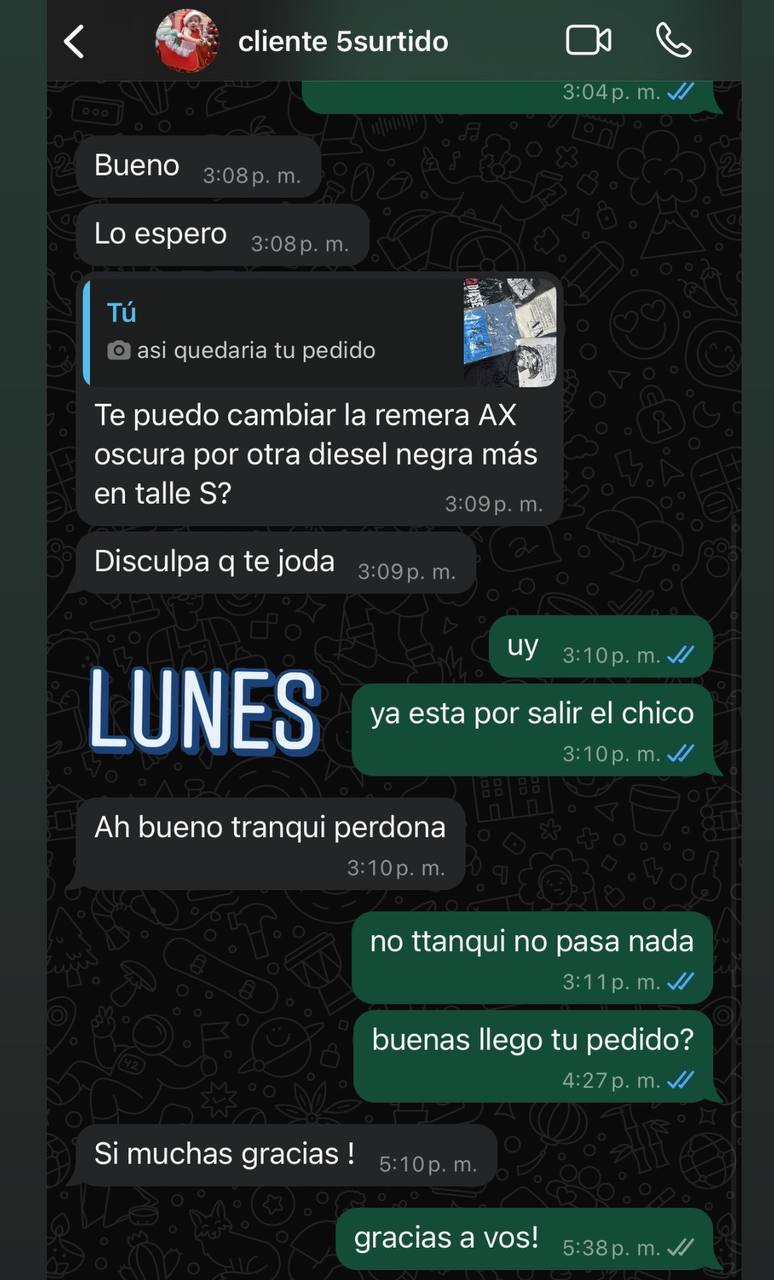 cliente 5surtido
3:04 p. m.
Bueno 3:08 p. m.
Lo espero 3:08 p. m.
Tú
asi quedaria tu pedido
DIESEL
Te puedo cambiar la remera AX
oscura por otra diesel negra más
en talle S?
3:09 p. m.
Disculpa q te joda 3:09 p. m.
uy 3:10 p. m.
LUNES
ya esta por salir el chico
3:10 p. m.
Ah bueno tranqui perdona
3:10 p. m.
no ttanqui no pasa nada
3:11 p. m.
buenas llego tu pedido?
4:27 p. m.
Si muchas gracias ! 5:10 p. m.
gracias a vos! 5:38 p. m.